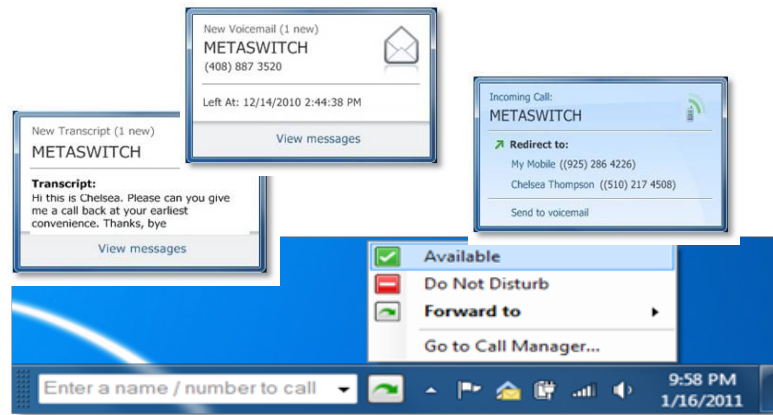 New Voicemail (1 new)
METASWITCH
(408) 887 3520
Left At: 12/14/2010 2:44:38 PM
View messages
Incoming Call:
METASWITCH
Redirect to:
My Mobile ((925) 286 4226)
Chelsea Thompson ((510) 217 4508)
Send to voicemail
New Transcript (1 new)
METASWITCH
Transcript:
Hi this is Chelsea. Please can you give
me a call back at your earliest
convenience. Thanks, bye
View messages
Available
Do Not Disturb
Forward to
Go to Call Manager...
Enter a name / number to call
9:58 PM
1/16/2011